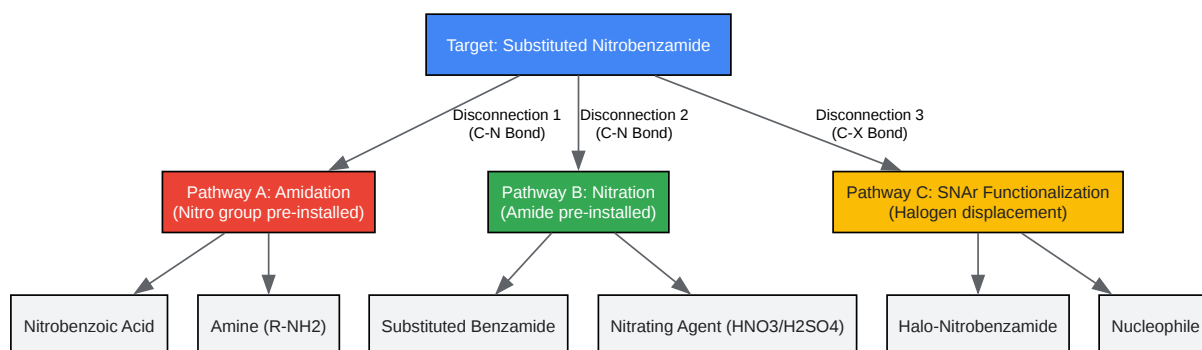 Target: Substituted Nitrobenzamide
Disconnection 1
(C-N Bond)
Disconnection 2
(C-N Bond)
Disconnection 3
(C-X Bond)
Pathway A: Amidation
(Nitro group pre-installed)
Pathway B: Nitration
(Amide pre-installed)
Pathway C: SNAr Functionalization
(Halogen displacement)
Nitrobenzoic Acid
Amine (R-NH2)
Substituted Benzamide
Nitrating Agent (HNO3/H2SO4)
Halo-Nitrobenzamide
Nucleophile